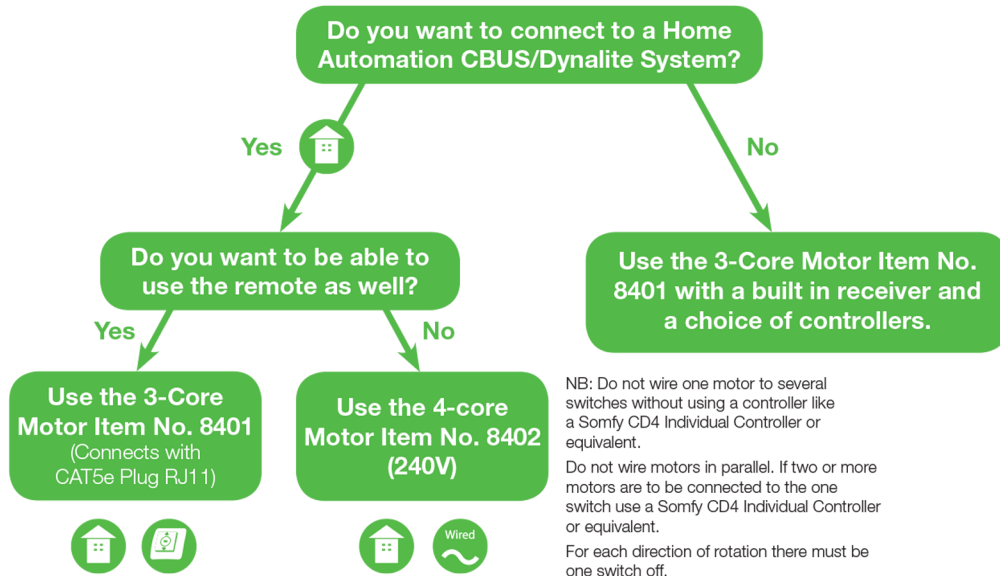 Do you want to connect to a Home
Automation CBUS/Dynalite System?
Yes
No
Do you want to be able to
use the remote as well?
Use the 3-Core Motor Item No.
8401 with a built in receiver and
a choice of controllers.
Yes
No
Use the 3-Core
Motor Item No. 8401
(Connects with
CAT5e Plug RJ11)
Use the 4-core
Motor Item No. 8402
(240V)
NB: Do not wire one motor to several
switches without using a controller like
a Somfy CD4 Individual Controller or
equivalent.
Do not wire motors in parallel. If two or more
motors are to be connected to the one
switch use a Somfy CD4 Individual Controller
or equivalent.
For each direction of rotation there must be
one switch off.
Wired